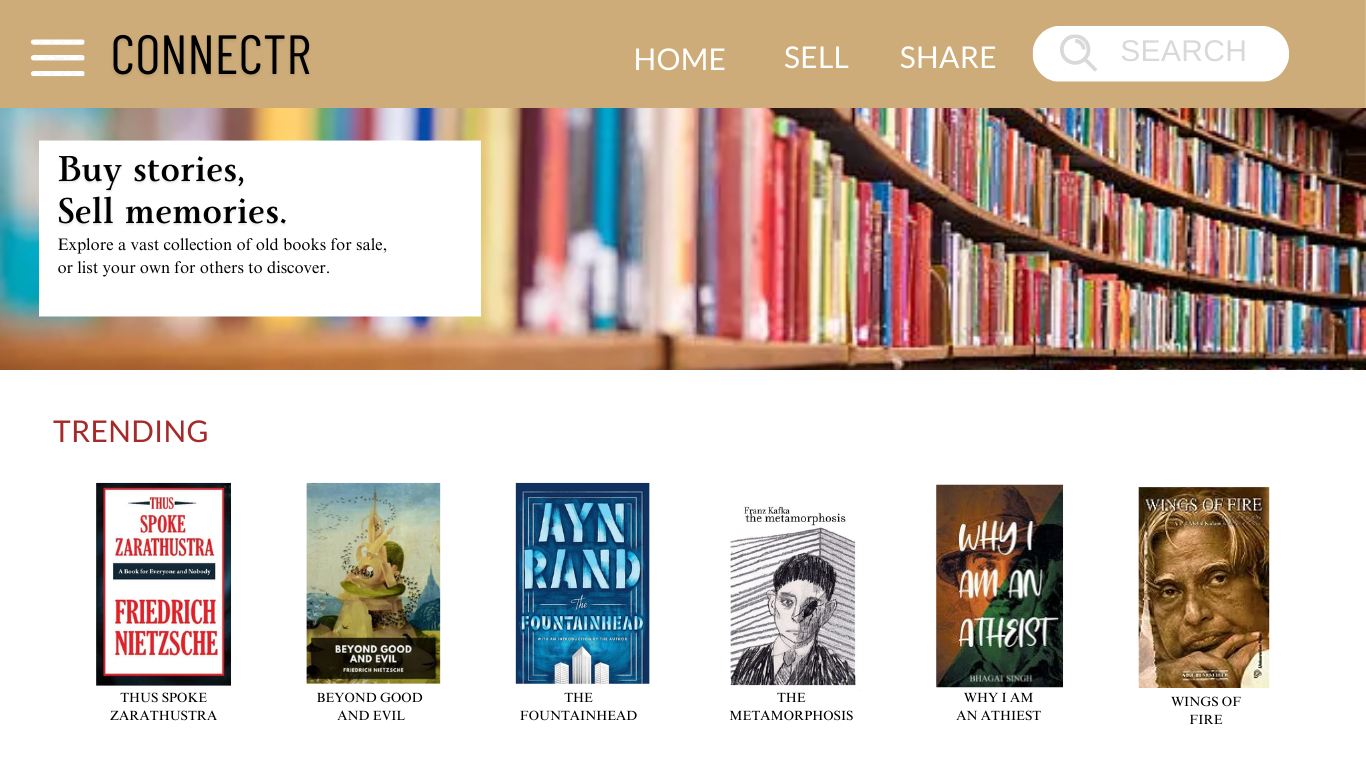 CONNECTR
HOME SELL SHARE SEARCH
Buy stories,
Sell memories.
Explore a vast collection of old books for sale,
or list your own for others to discover.
TRENDING
THUS
SPOKE
ZARATHUSTRA
A Book for Everyone and Nobody
FRIEDRICH
NIETZSCHE
BEYOND GOOD
AND EVIL
FRIEDRICH NIETZSCHE
AYN
RAND
The
FOUNTAINHEAD
WITH AN INTRODUCTION BY THE AUTHOR
Franz Kafka
the metamorphosis
WHY I
AM AN
ATHEIST
BHAGAT SINGH
WINGS OF FIRE
THUS SPOKE
ZARATHUSTRA
BEYOND GOOD
AND EVIL
THE
FOUNTAINHEAD
THE
METAMORPHOSIS
WHY I AM
AN ATHIEST
WINGS OF
FIRE